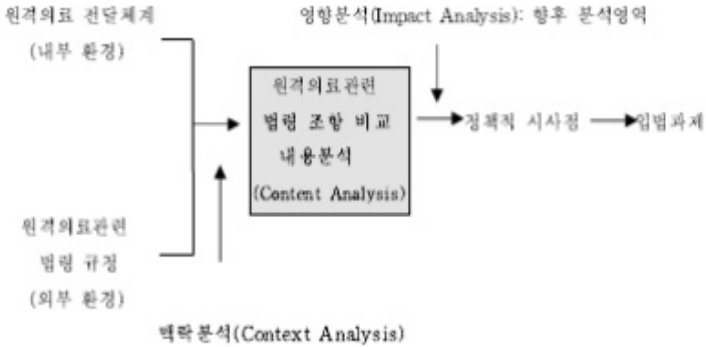 원격의료 전달체계
(내부 환경)
영향분석(Impact Analysis): 향후 분석영역
원격의료관련
법령 조항 비교
내용분석
(Content Analysis)
정책적 시사점
입법과제
원격의료관련
법령 규정
(외부 환경)
맥락분석(Context Analysis)